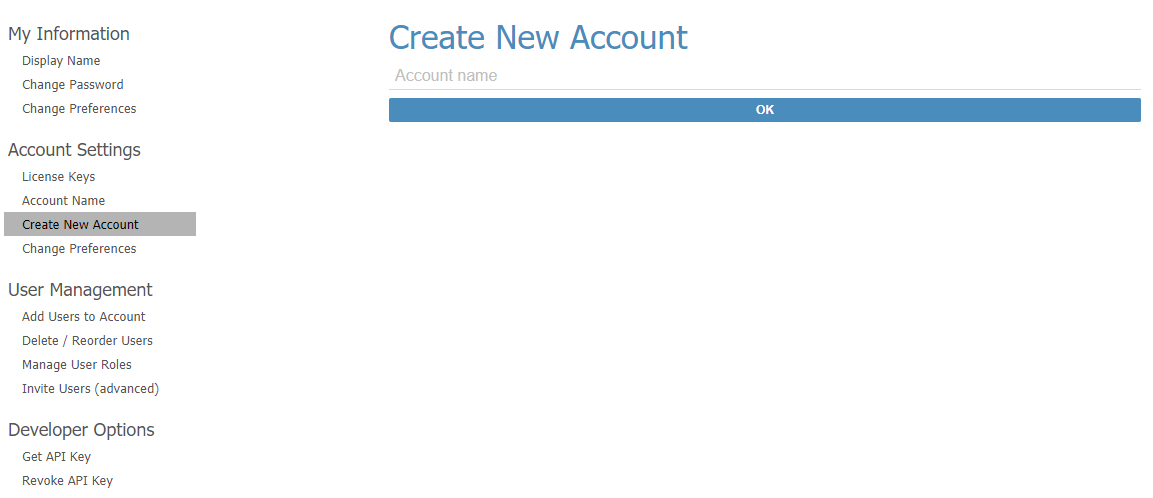 My Information
Display Name
Change Password
Change Preferences
Account Settings
License Keys
Account Name
Create New Account
Change Preferences
User Management
Add Users to Account
Delete / Reorder Users
Manage User Roles
Invite Users (advanced)
Developer Options
Get API Key
Revoke API Key
Create New Account
Account name
OK